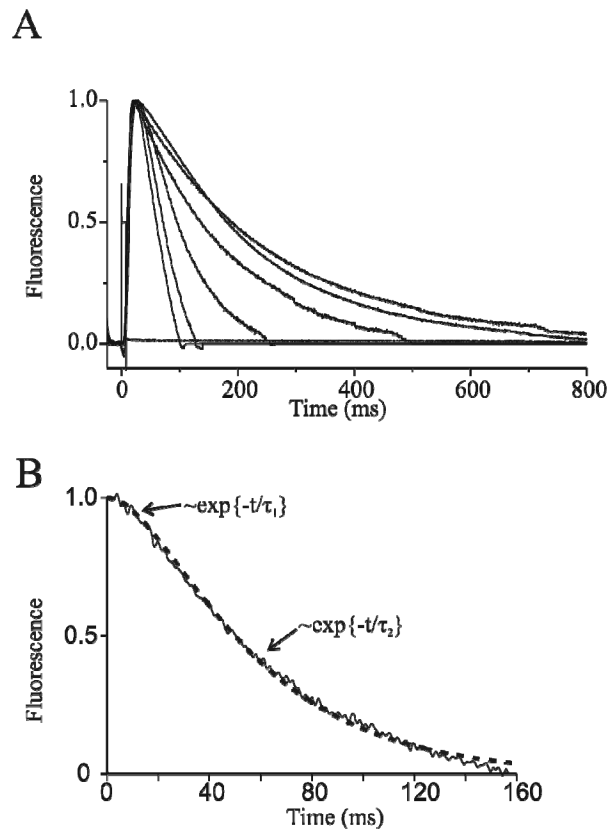 A
Fluorescence
1.0
0.5
0.0
0
200
400
600
800
Time (ms)
B
Fluorescence
1.0
0.5
0
~exp{-t/τ₁}
~exp{-t/τ₂}
0
40
80
120
160
Time (ms)